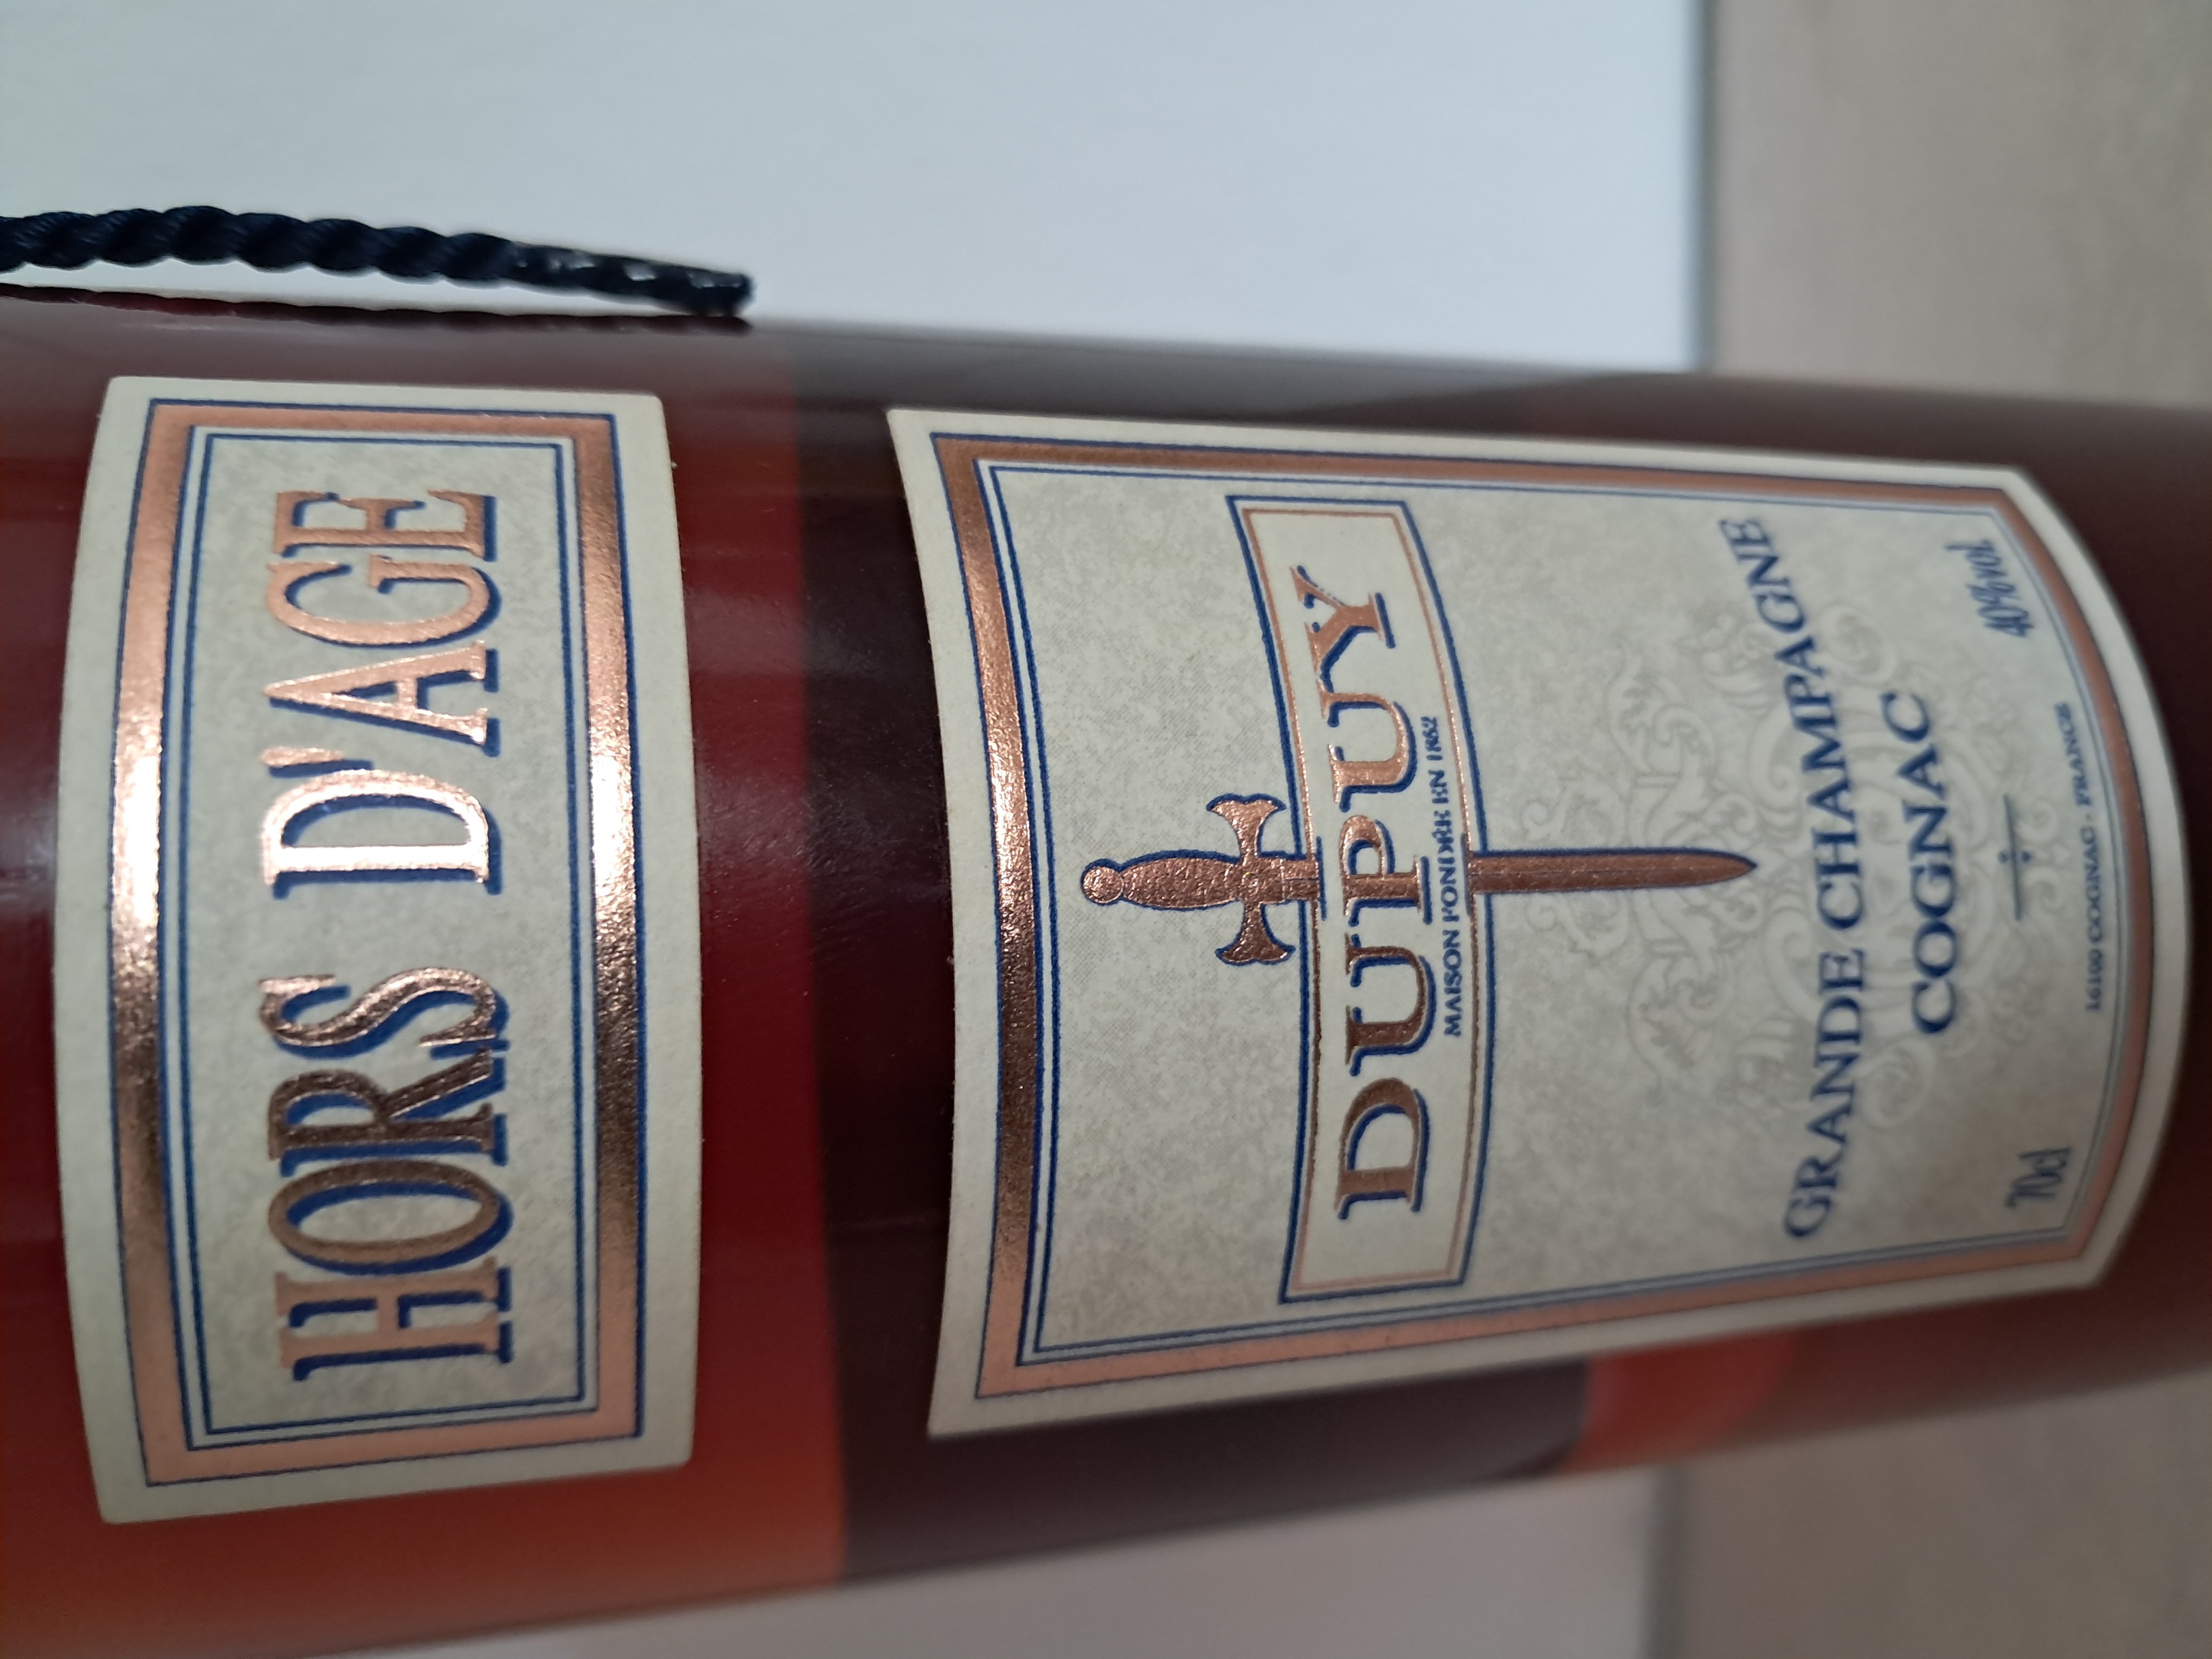 HORS D'AGE
DUPUY
MAISON FONDÉE EN 1852
GRANDE CHAMPAGNE
COGNAC
70cl
40%vol.
16100 COGNAC - FRANCE